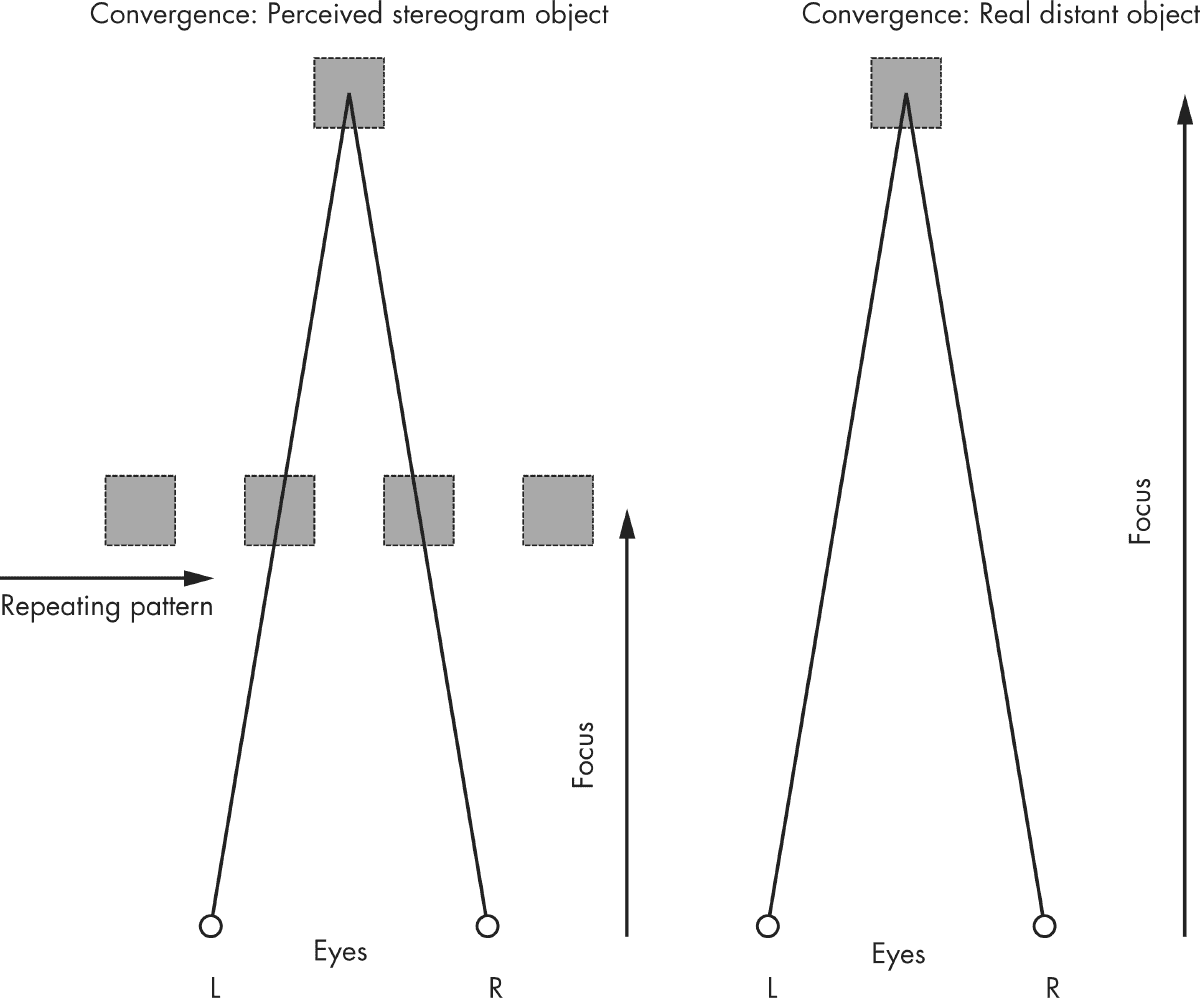 Convergence: Perceived stereogram object
Convergence: Real distant object
Repeating pattern
Focus
Focus
Eyes
L
R
Eyes
L
R